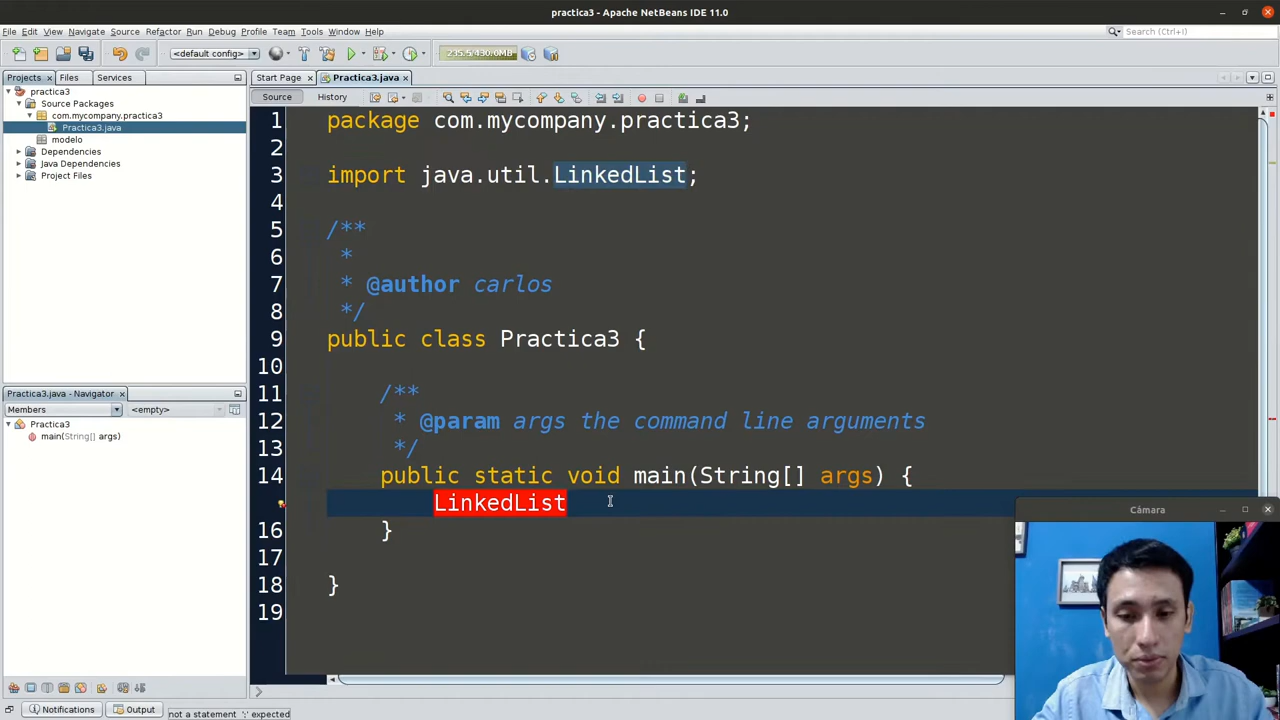 practica3 - Apache NetBeans IDE 11.0
File Edit View Navigate Source Refactor Run Debug Profile Team Tools Window Help
Search (Ctrl+I)
<default config>
235.5/430.0MB
Projects
Files
Services
Start Page
Practica3.java
Source
History
practica3
Source Packages
com.mycompany.practica3
Practica3.java
modelo
Dependencies
Java Dependencies
Project Files
1 package com.mycompany.practica3;
2
3 import java.util.LinkedList;
4
5 /**
6 *
7 * @author carlos
8 */
9 public class Practica3 {
10
11 /**
12 * @param args the command line arguments
13 */
14 public static void main(String[] args) {
LinkedList
16 }
17
18 }
19
Practica3.java - Navigator
Members
<empty>
Practica3
main(String[] args)
Cámara
Notifications
Output
not a statement ';' expected